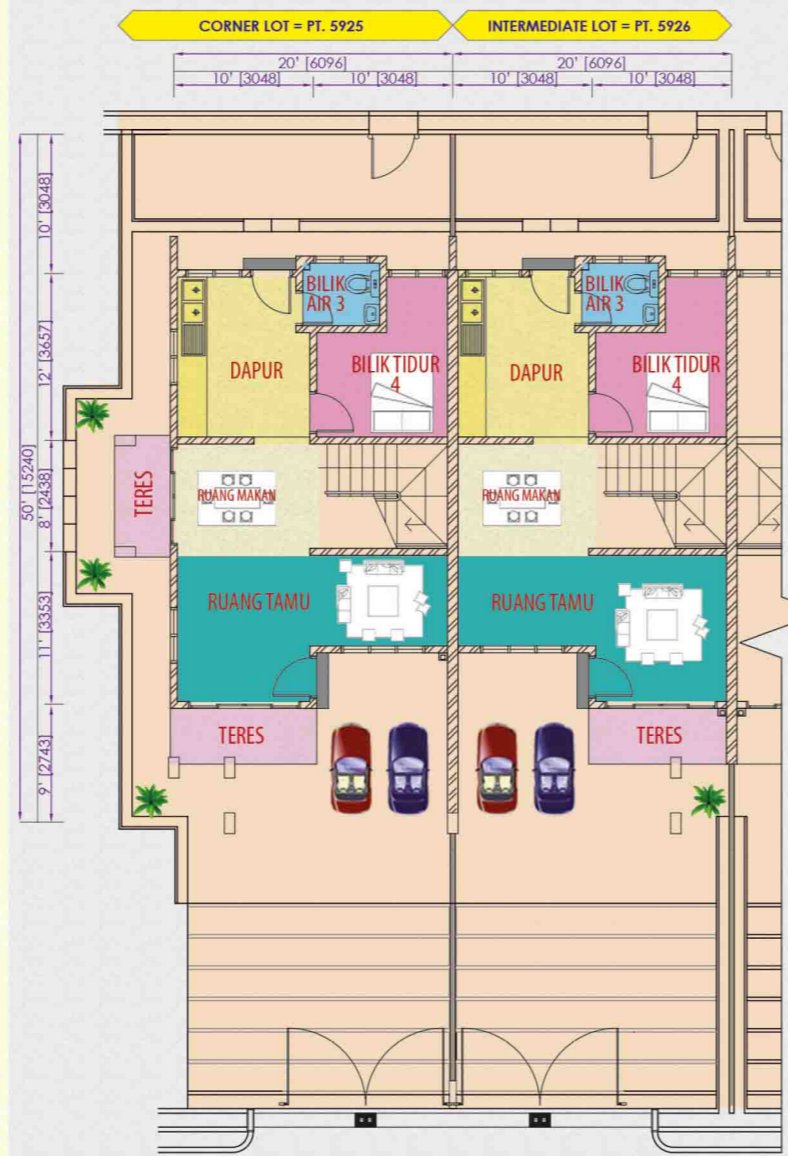 CORNER LOT = PT. 5925
INTERMEDIATE LOT = PT. 5926
20' [6096]
20' [6096]
10' [3048]
10' [3048]
10' [3048]
10' [3048]
50' [15240]
10' [3048]
12' [3657]
8' [2438]
11' [3353]
9' [2743]
BILIK
AIR 3
DAPUR
BILIK TIDUR
4
BILIK
AIR 3
DAPUR
BILIK TIDUR
4
TERES
RUANG MAKAN
RUANG MAKAN
RUANG TAMU
RUANG TAMU
TERES
TERES